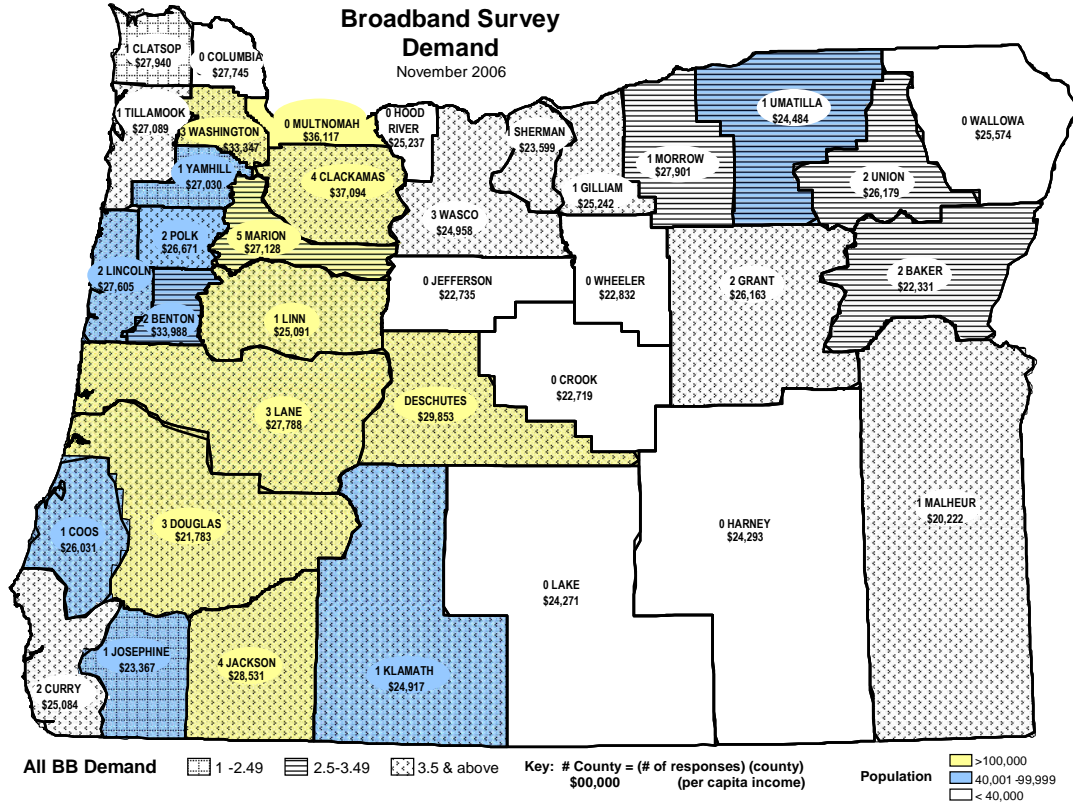 Broadband Survey
Demand
November 2006
1 CLATSOP
$27,940
0 COLUMBIA
$27,745
1 TILLAMOOK
$27,089
3 WASHINGTON
$33,347
0 MULTNOMAH
$36,117
0 HOOD
RIVER
$25,237
SHERMAN
$23,599
1 UMATILLA
$24,484
0 WALLOWA
$25,574
1 YAMHILL
$27,030
4 CLACKAMAS
$37,094
1 GILLIAM
$25,242
1 MORROW
$27,901
2 UNION
$26,179
3 WASCO
$24,958
2 POLK
$26,671
5 MARION
$27,128
2 LINCOLN
$27,605
0 JEFFERSON
$22,735
0 WHEELER
$22,832
2 GRANT
$26,163
2 BAKER
$22,331
2 BENTON
$33,988
1 LINN
$25,091
0 CROOK
$22,719
3 LANE
$27,788
DESCHUTES
$29,853
1 COOS
$26,031
3 DOUGLAS
$21,783
0 HARNEY
$24,293
1 MALHEUR
$20,222
0 LAKE
$24,271
1 JOSEPHINE
$23,367
4 JACKSON
$28,531
1 KLAMATH
$24,917
2 CURRY
$25,084
All BB Demand 1 -2.49 2.5-3.49 3.5 & above
Key: # County = (# of responses) (county)
$00,000 (per capita income)
Population
>100,000
40,001 -99,999
< 40,000